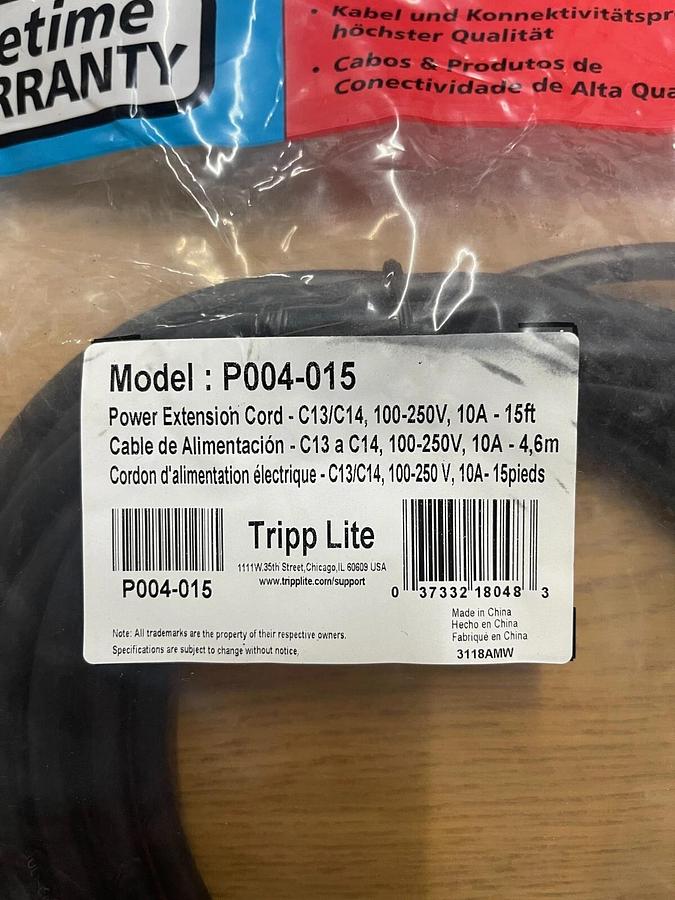 WARRANTY
• Kabel und Konnektivitätspr
höchster Qualität
• Cabos & Produtos de
Conectividade de Alta Qua
Model : P004-015
Power Extension Cord - C13/C14, 100-250V, 10A - 15ft
Cable de Alimentación - C13 a C14, 100-250V, 10A - 4,6m
Cordon d'alimentation électrique - C13/C14, 100-250 V, 10A- 15pieds
P004-015
Tripp Lite
1111W.35th Street,Chicago,IL 60609 USA
www.tripplite.com/support
0 37332 18048 3
Made in China
Hecho en China
Fabriqué en China
3118AMW
Note: All trademarks are the property of their respective owners.
Specifications are subject to change without notice.